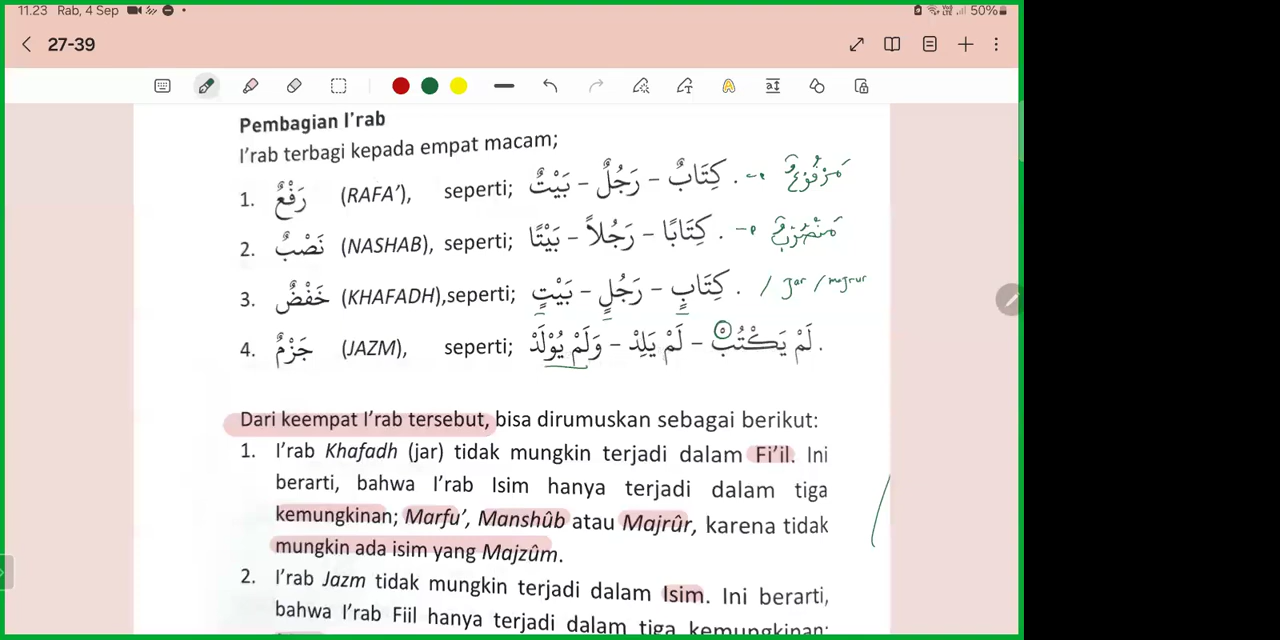 11.23 Rab, 4 Sep
50%
27-39
Pembagian I'rab
I'rab terbagi kepada empat macam;
1. رَفْعٌ (RAFA'), seperti; كِتَابٌ – رَجُلٌ – بَيْتٌ . مَرْفُوْعٌ
2. نَصْبٌ (NASHAB), seperti; كِتَابًا – رَجُلاً – بَيْتًا . مَنْصُوْبٌ
3. خَفْضٌ (KHAFADH),seperti; كِتَابٍ – رَجُلٍ – بَيْتٍ . / Jar / majrur
4. جَزْمٌ (JAZM), seperti; لَمْ يَكْتُبْ – لَمْ يَلِدْ – وَلَمْ يُوْلَدْ .
Dari keempat I'rab tersebut, bisa dirumuskan sebagai berikut:
1. I'rab Khafadh (jar) tidak mungkin terjadi dalam Fi'il. Ini
berarti, bahwa I'rab Isim hanya terjadi dalam tiga
kemungkinan; Marfu', Manshûb atau Majrûr, karena tidak
mungkin ada isim yang Majzûm.
2. I'rab Jazm tidak mungkin terjadi dalam Isim. Ini berarti,
bahwa I'rab Fiil hanya terjadi dalam tiga kemungkinan: